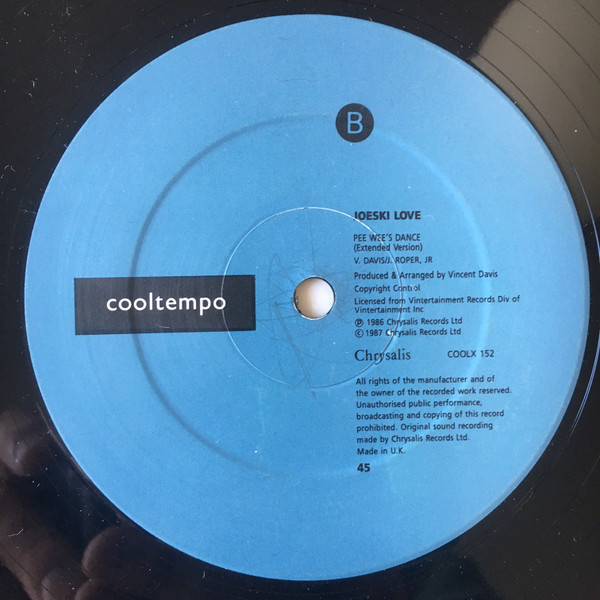 B
JOESKI LOVE
PEE WEE'S DANCE
(Extended Version)
V. DAVIS/J. ROPER, JR
Produced & Arranged by Vincent Davis
Copyright Control
Licensed from Vintertainment Records Div of
Vintertainment Inc
℗ 1986 Chrysalis Records Ltd
© 1987 Chrysalis Records Ltd
cooltempo
Chrysalis COOLX 152
All rights of the manufacturer and of
the owner of the recorded work reserved.
Unauthorised public performance,
broadcasting and copying of this record
prohibited. Original sound recording
made by Chrysalis Records Ltd.
Made in U.K.
45